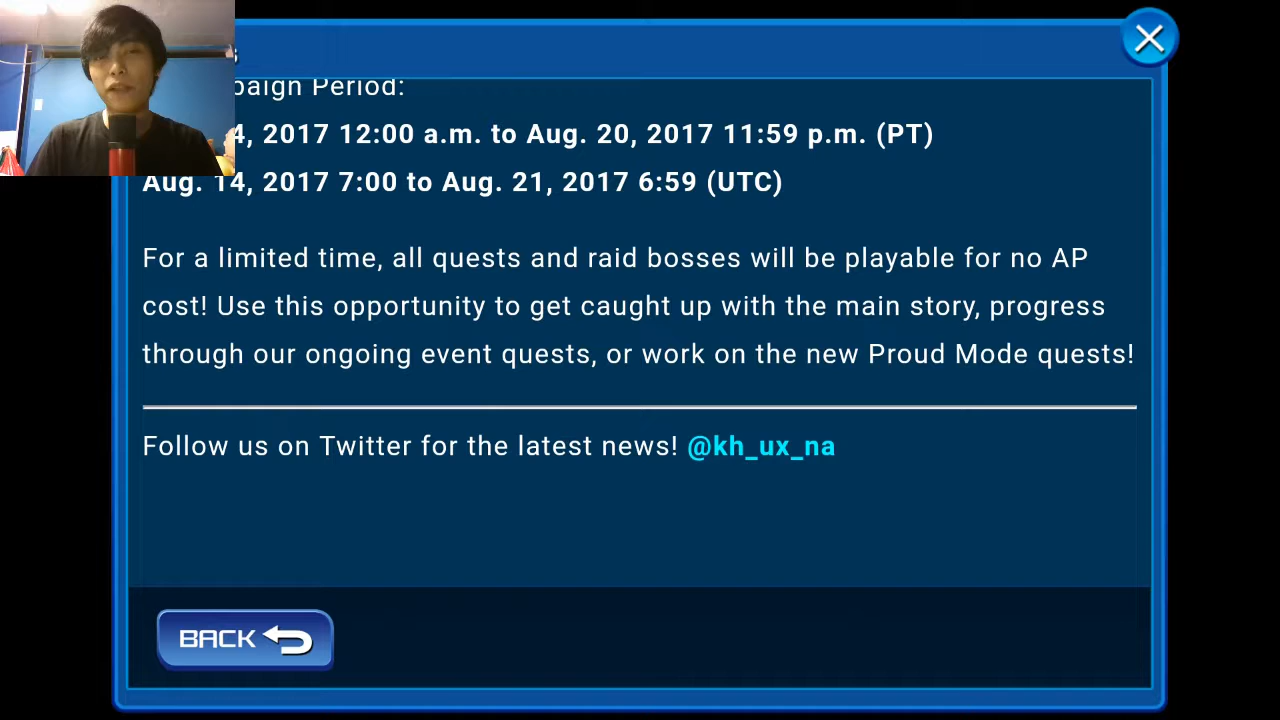 paign Period:
4, 2017 12:00 a.m. to Aug. 20, 2017 11:59 p.m. (PT)
Aug. 14, 2017 7:00 to Aug. 21, 2017 6:59 (UTC)
For a limited time, all quests and raid bosses will be playable for no AP
cost! Use this opportunity to get caught up with the main story, progress
through our ongoing event quests, or work on the new Proud Mode quests!
Follow us on Twitter for the latest news! @kh_ux_na
BACK